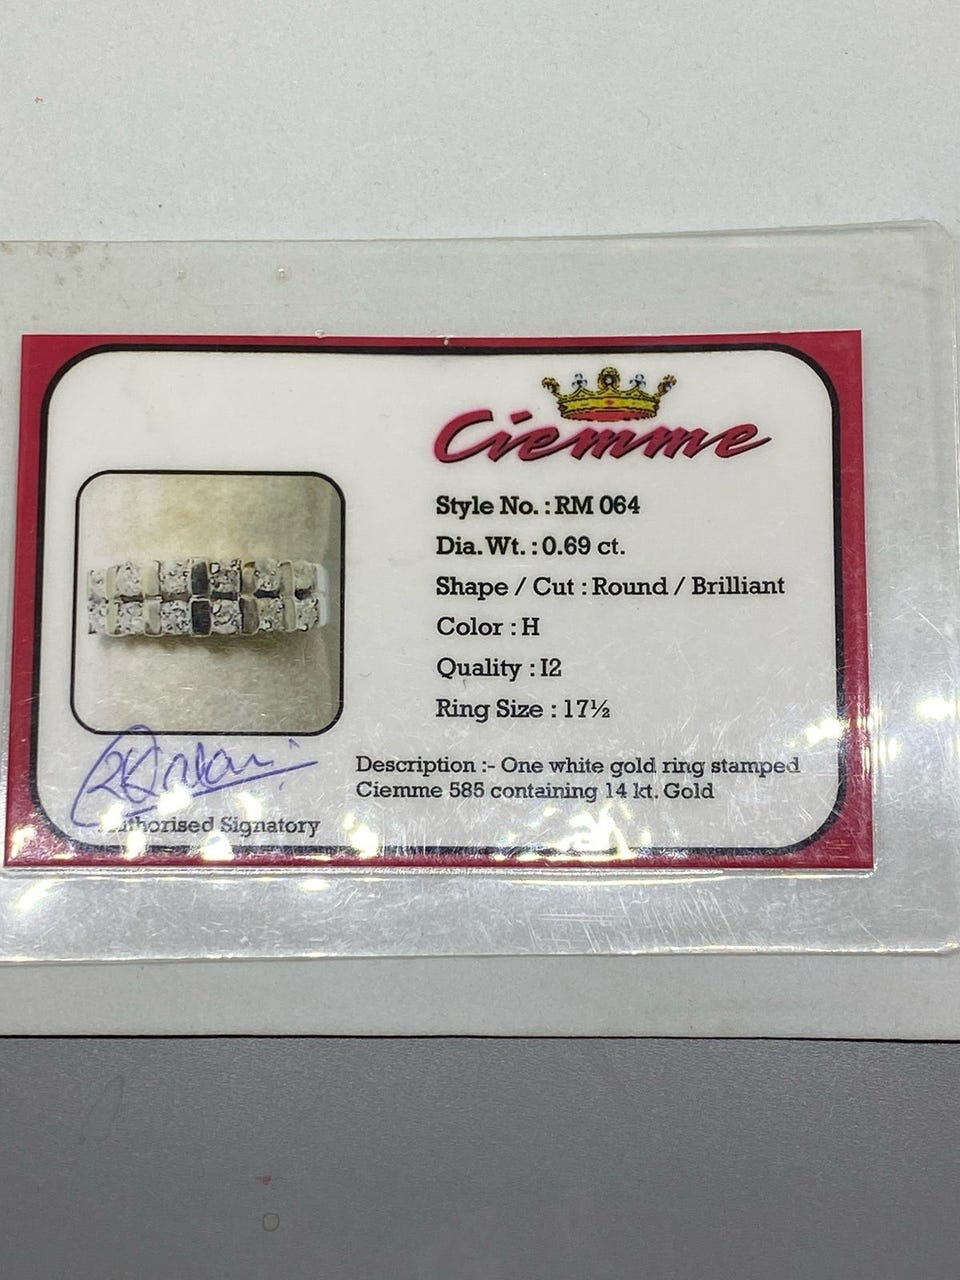 Ciemme
Style No. : RM 064
Dia. Wt. : 0.69 ct.
Shape / Cut : Round / Brilliant
Color : H
Quality : I2
Ring Size : 17½
Description :- One white gold ring stamped
Ciemme 585 containing 14 kt. Gold
Authorised Signatory